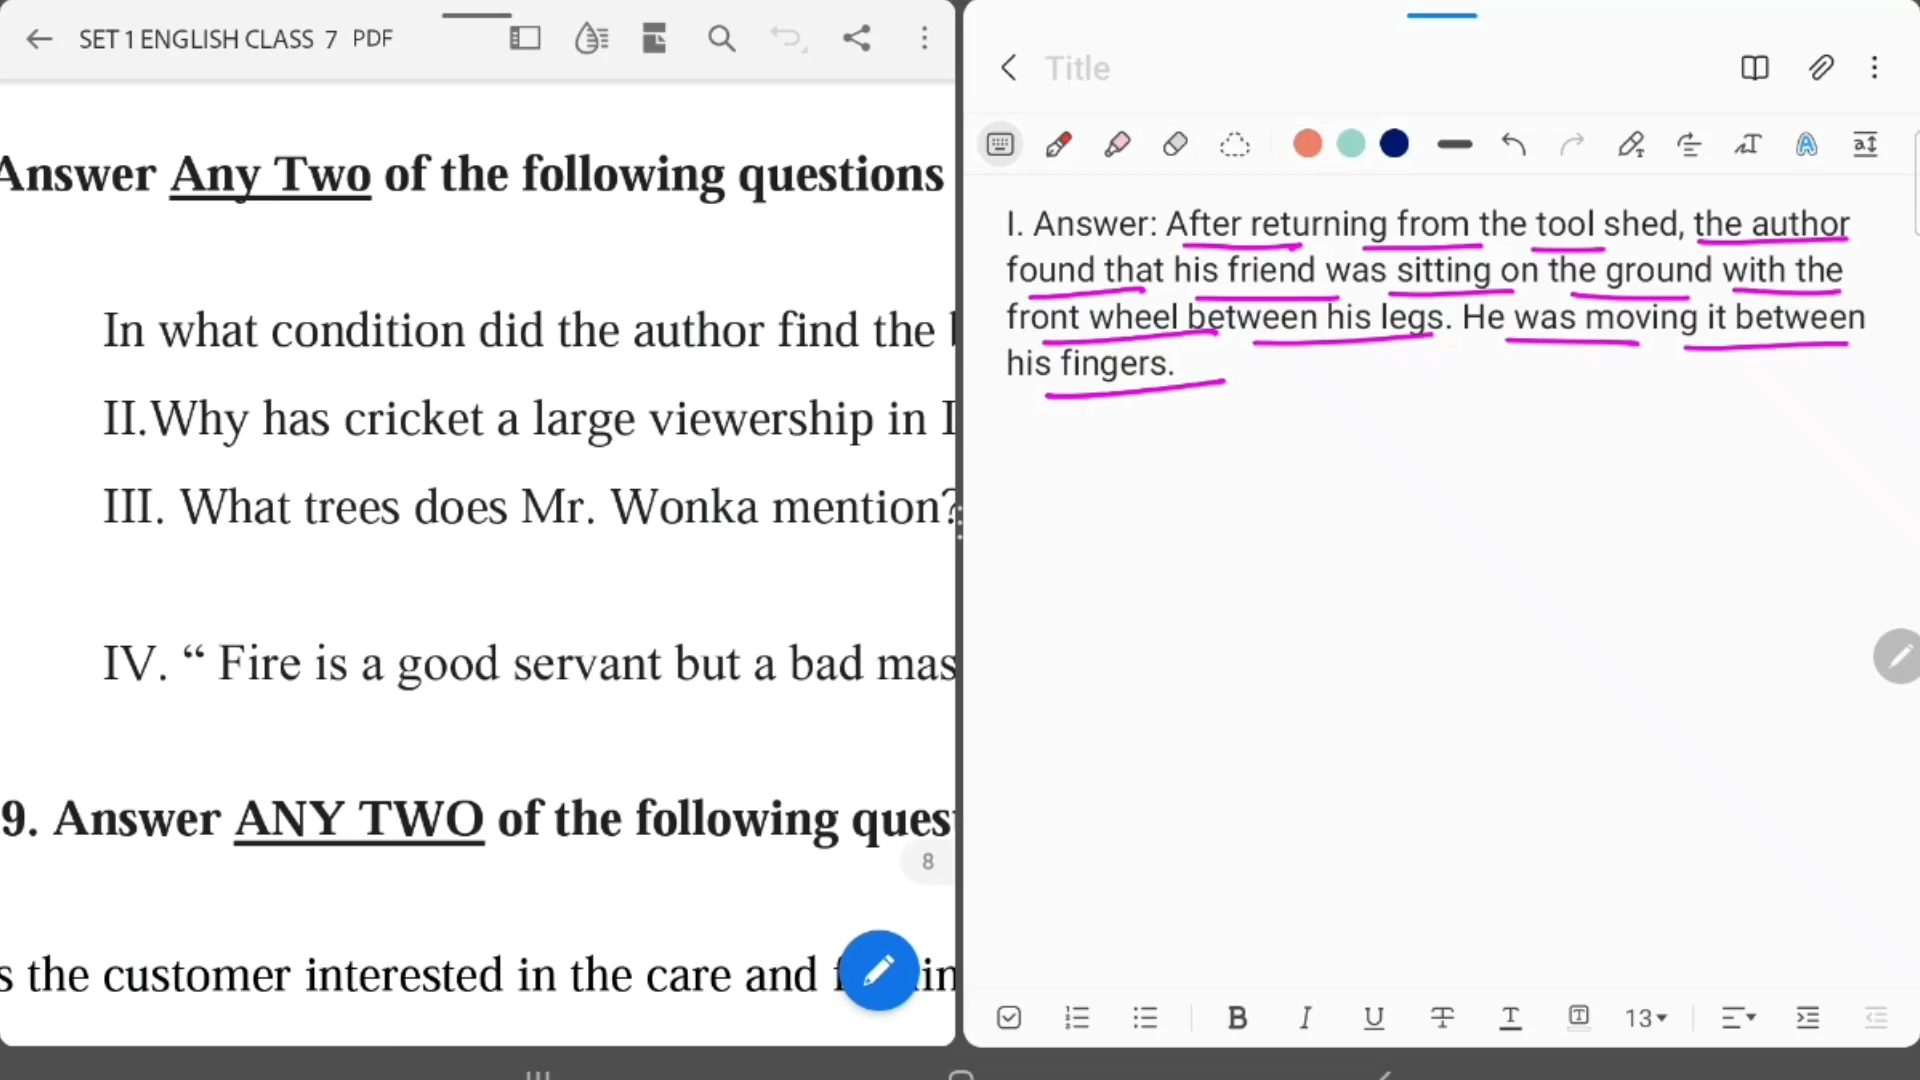 SET 1 ENGLISH CLASS 7 PDF
Answer Any Two of the following questions
In what condition did the author find the
II.Why has cricket a large viewership in
III. What trees does Mr. Wonka mention?
IV. “ Fire is a good servant but a bad mas
9. Answer ANY TWO of the following ques
8
s the customer interested in the care and
Title
I. Answer: After returning from the tool shed, the author
found that his friend was sitting on the ground with the
front wheel between his legs. He was moving it between
his fingers.
13